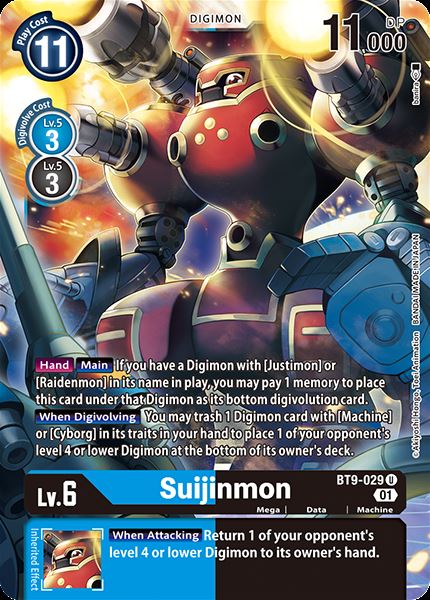 Play Cost
11
DIGIMON
DP
11,000
Digivolve Cost
Lv.5
3
Lv.5
3
bamira
Hand Main If you have a Digimon with [Justimon] or
[Raidenmon] in its name in play, you may pay 1 memory to place
this card under that Digimon as its bottom digivolution card.
When Digivolving You may trash 1 Digimon card with [Machine]
or [Cyborg] in its traits in your hand to place 1 of your opponent's
level 4 or lower Digimon at the bottom of its owner's deck.
©Akiyoshi Hongo, Toei Animation BANDAI MADE IN JAPAN
BT9-029 U
01
Lv.6
Suijinmon
Mega | Data | Machine
Inherited Effect
When Attacking Return 1 of your opponent's
level 4 or lower Digimon to its owner's hand.